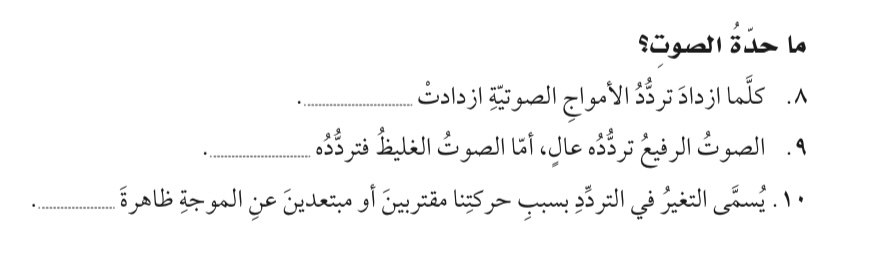 ما حدّةُ الصوتِ؟
٨. كلَّما ازدادَ تردُّدُ الأمواجِ الصوتيّةِ ازدادتْ ....................
٩. الصوتُ الرفيعُ تردُّدُه عالٍ، أمّا الصوتُ الغليظُ فتردُّدُه ....................
١٠. يُسمَّى التغيرُ في التردُّدِ بسببِ حركتِنا مقتربينَ أو مبتعدينَ عنِ الموجةِ ظاهرةَ ....................